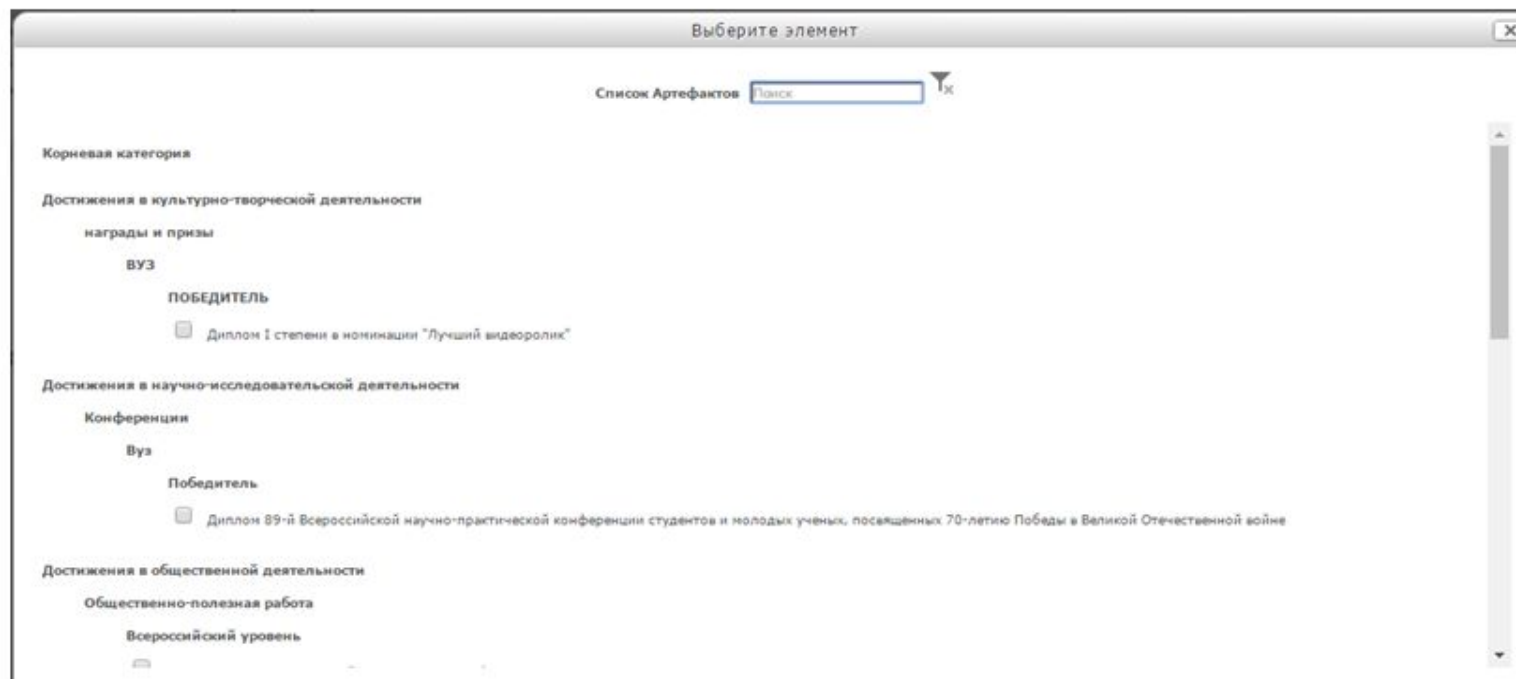 Выберите элемент
Список Артефактов Поиск
Корневая категория
Достижения в культурно-творческой деятельности
награды и призы
ВУЗ
ПОБЕДИТЕЛЬ
Диплом I степени в номинации "Лучший видеоролик"
Достижения в научно-исследовательской деятельности
Конференции
Вуз
Победитель
Диплом 89-й Всероссийской научно-практической конференции студентов и молодых ученых, посвященных 70-летию Победы в Великой Отечественной войне
Достижения в общественной деятельности
Общественно-полезная работа
Всероссийский уровень